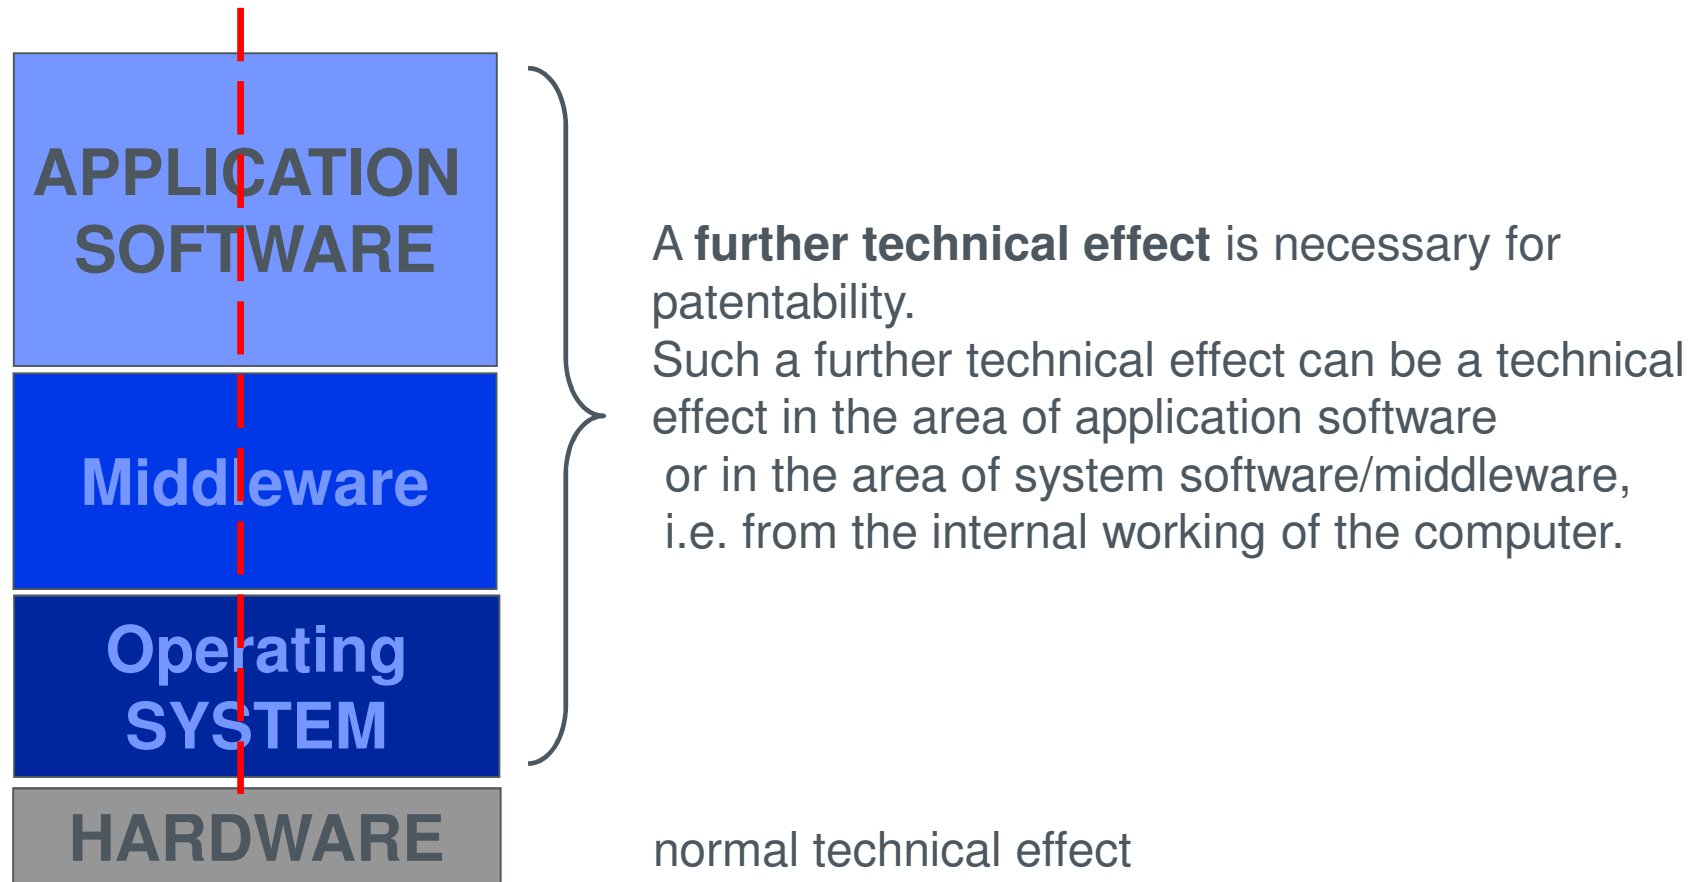 APPLICATION
SOFTWARE
A further technical effect is necessary for
patentability.
Such a further technical effect can be a technical
effect in the area of application software
or in the area of system software/middleware,
i.e. from the internal working of the computer.
Middleware
Operating
SYSTEM
HARDWARE
normal technical effect